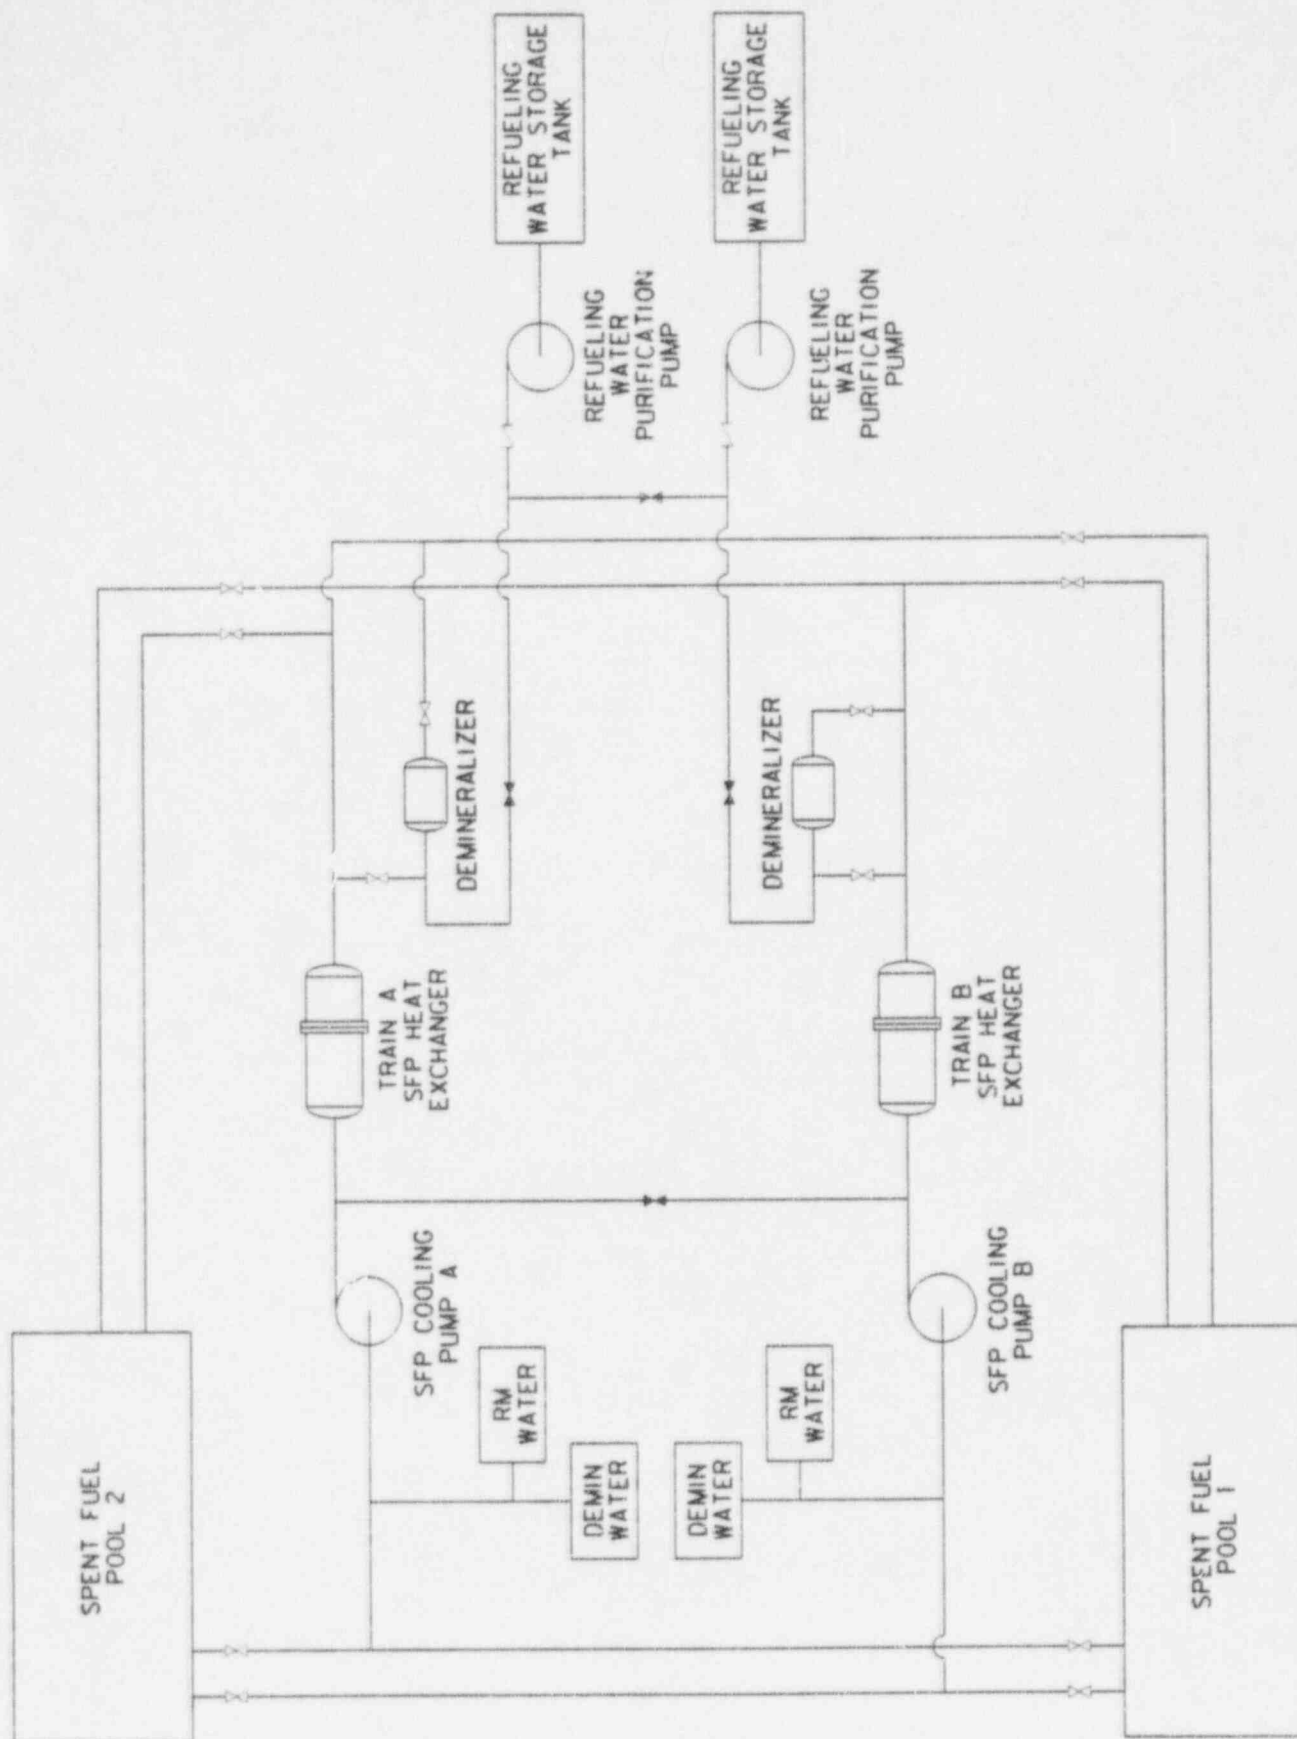 SPENT FUEL
POOL 2
SFP COOLING
PUMP A
RM
WATER
DEMIN
WATER
DEMIN
WATER
RM
WATER
SFP COOLING
PUMP B
SPENT FUEL
POOL 1
TRAIN A
SFP HEAT
EXCHANGER
TRAIN B
SFP HEAT
EXCHANGER
DEMINERALIZER
DEMINERALIZER
REFUELING
WATER
PURIFICATION
PUMP
REFUELING
WATER
PURIFICATION
PUMP
REFUELING
WATER STORAGE
TANK
REFUELING
WATER STORAGE
TANK